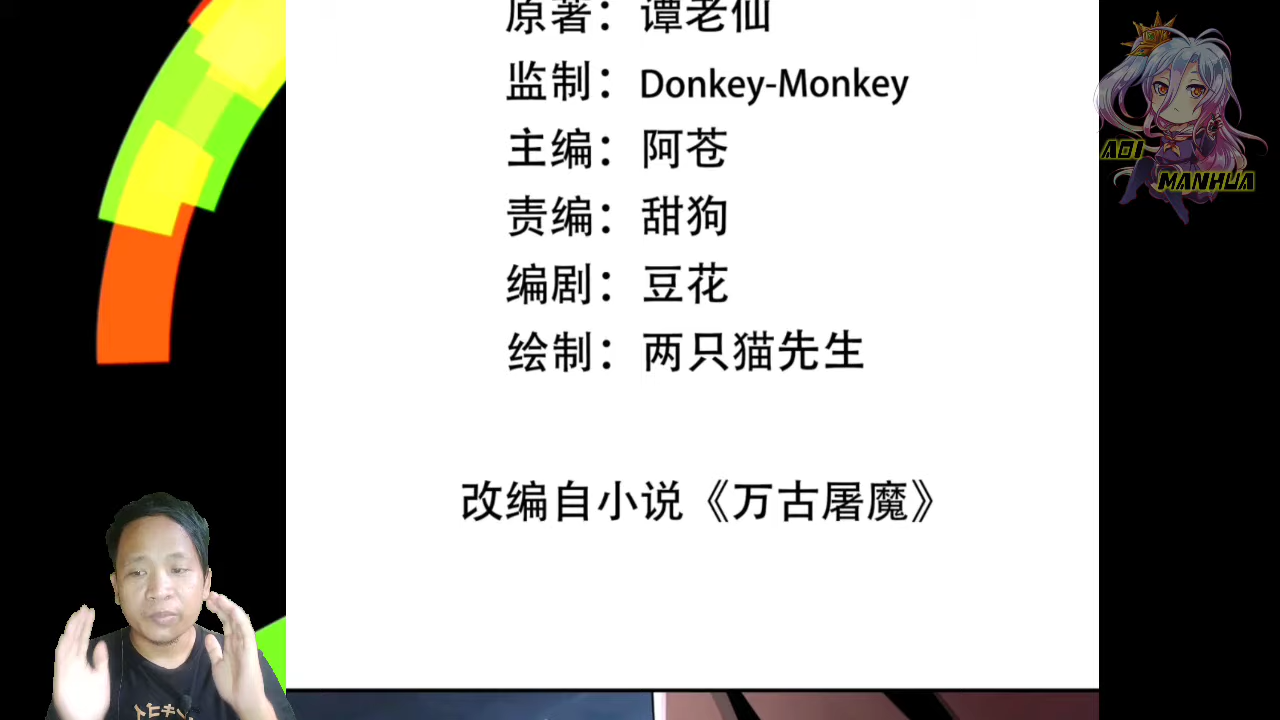 原著：谭老仙
监制：Donkey-Monkey
主编：阿苍
责编：甜狗
编剧：豆花
绘制：两只猫先生
改编自小说《万古屠魔》
AOI
MANHUA